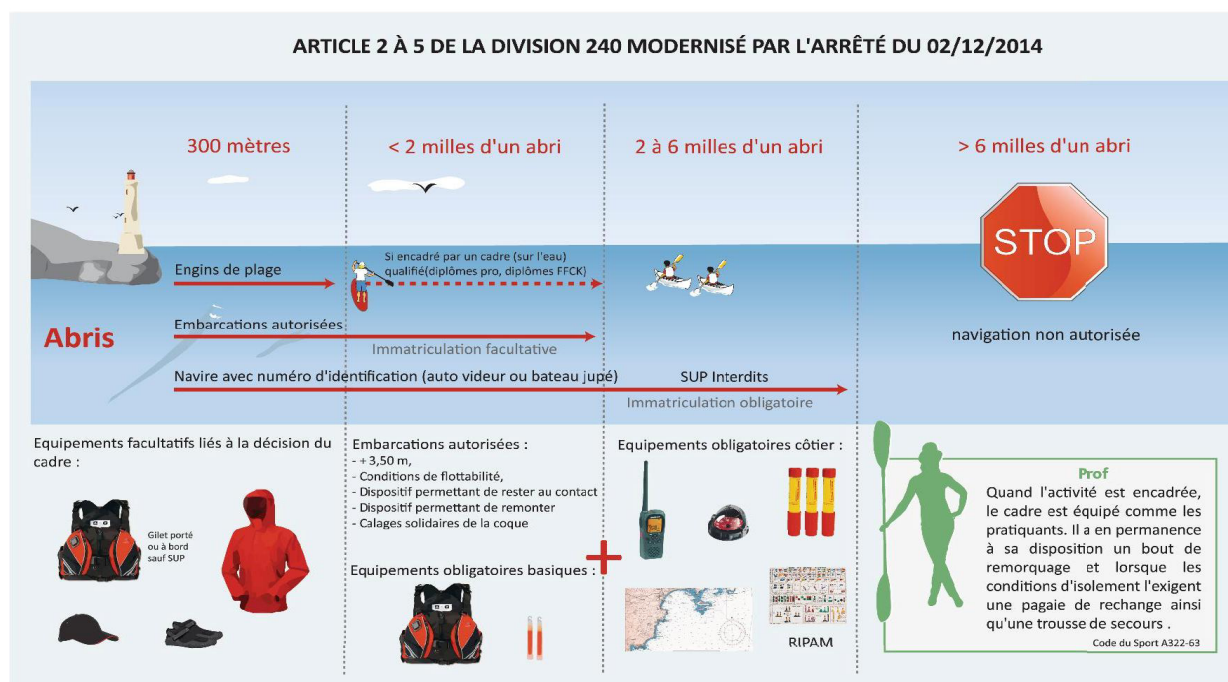 ARTICLE 2 À 5 DE LA DIVISION 240 MODERNISÉ PAR L'ARRÊTÉ DU 02/12/2014
300 mètres
< 2 milles d'un abri
2 à 6 milles d'un abri
> 6 milles d'un abri
STOP
navigation non autorisée
Abris
Engins de plage
Si encadré par un cadre (sur l'eau)
qualifié(diplômes pro, diplômes FFCK)
Embarcations autorisées
Immatriculation facultative
Navire avec numéro d'identification (auto videur ou bateau jupé)
SUP Interdits
Immatriculation obligatoire
Equipements facultatifs liés à la décision du
cadre :
Gilet porté
ou à bord
sauf SUP
Embarcations autorisées :
- + 3,50 m,
- Conditions de flottabilité,
- Dispositif permettant de rester au contact
- Dispositif permettant de remonter
- Calages solidaires de la coque
Equipements obligatoires basiques :
Equipements obligatoires côtier :
RIPAM
Prof
Quand l'activité est encadrée,
le cadre est équipé comme les
pratiquants. Il a en permanence
à sa disposition un bout de
remorquage et lorsque les
conditions d'isolement l'exigent
une pagaie de rechange ainsi
qu'une trousse de secours .
Code du Sport A322-63